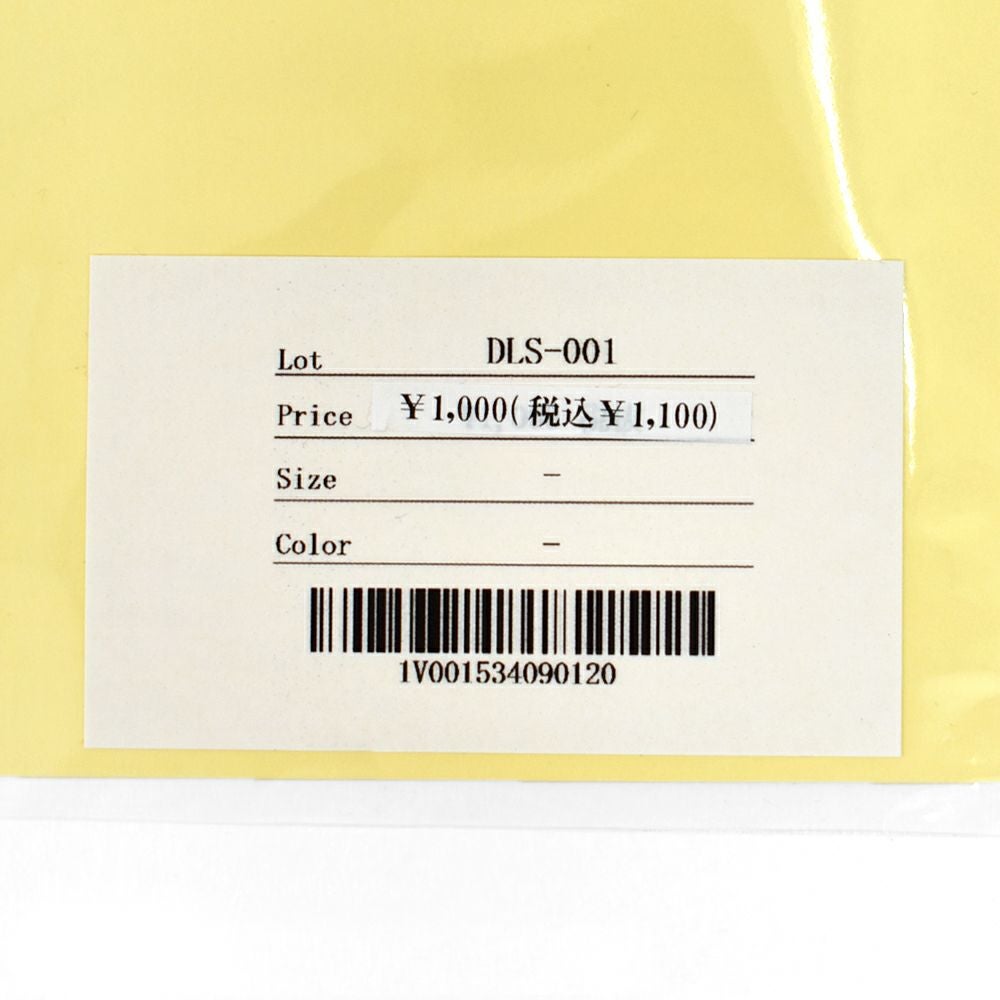 Lot DLS-001
Price ￥1,000(税込￥1,100)
Size –
Color –
1V001534090120